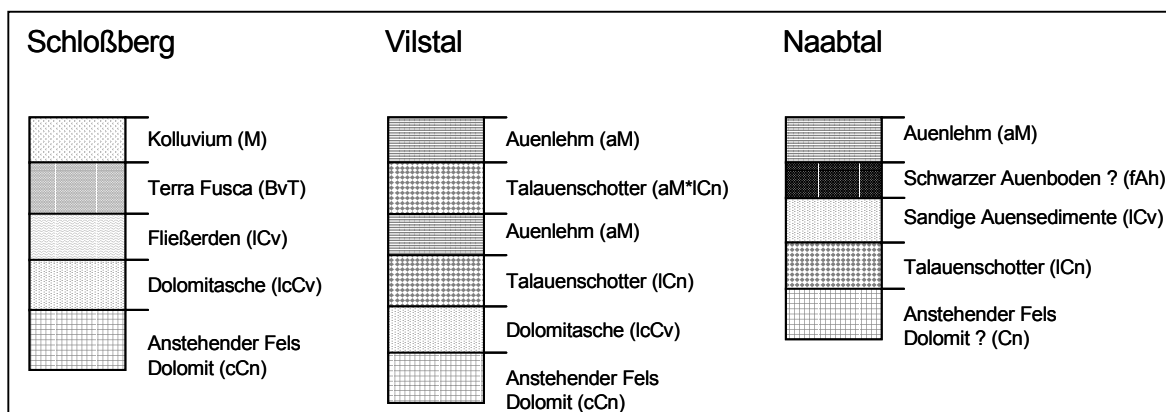 Schloßberg
Kolluvium (M)
Terra Fusca (BvT)
Fließerden (lCv)
Dolomitasche (lcCv)
Anstehender Fels
Dolomit (cCn)
Vilstal
Auenlehm (aM)
Talauenschotter (aM*lCn)
Auenlehm (aM)
Talauenschotter (lCn)
Dolomitasche (lcCv)
Anstehender Fels
Dolomit (cCn)
Naabtal
Auenlehm (aM)
Schwarzer Auenboden ? (fAh)
Sandige Auensedimente (lCv)
Talauenschotter (lCn)
Anstehender Fels
Dolomit ? (Cn)